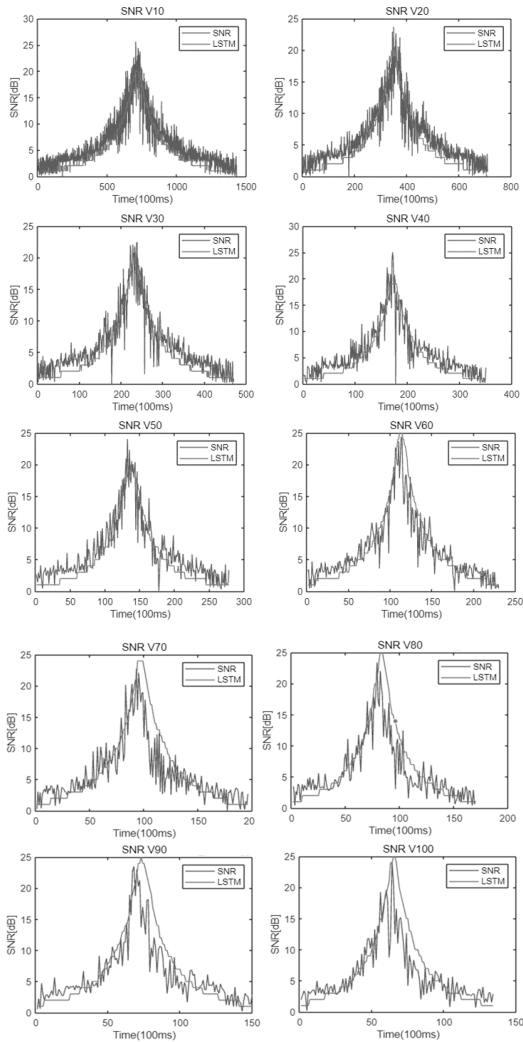 SNR V10
SNR[dB]
30
25
20
15
10
5
0
SNR
LSTM
0 500 1000 1500
Time(100ms)
SNR V20
SNR[dB]
25
20
15
10
5
0
SNR
LSTM
0 200 400 600 800
Time(100ms)
SNR V30
SNR[dB]
25
20
15
10
5
0
SNR
LSTM
0 100 200 300 400 500
Time(100ms)
SNR V40
SNR[dB]
30
25
20
15
10
5
0
SNR
LSTM
0 100 200 300 400
Time(100ms)
SNR V50
SNR[dB]
25
20
15
10
5
0
SNR
LSTM
0 50 100 150 200 250 300
Time(100ms)
SNR V60
SNR[dB]
25
20
15
10
5
0
SNR
LSTM
0 50 100 150 200 250
Time(100ms)
SNR V70
SNR[dB]
25
20
15
10
5
0
SNR
LSTM
0 50 100 150 20
Time(100ms)
SNR V80
SNR[dB]
25
20
15
10
5
0
SNR
LSTM
0 50 100 150 200
Time(100ms)
SNR V90
SNR[dB]
25
20
15
10
5
0
SNR
LSTM
0 50 100 150
Time(100ms)
SNR V100
SNR[dB]
25
20
15
10
5
0
SNR
LSTM
0 50 100 150
Time(100ms)